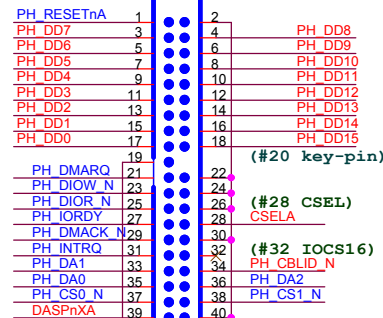 PH_RESETnA 1 2
PH_DD7 3 4 PH_DD8
PH_DD6 5 6 PH_DD9
PH_DD5 7 8 PH_DD10
PH_DD4 9 10 PH_DD11
PH_DD3 11 12 PH_DD12
PH_DD2 13 14 PH_DD13
PH_DD1 15 16 PH_DD14
PH_DD0 17 18 PH_DD15
19 (#20 key-pin)
PH_DMARQ 21 22
PH_DIOW_N 23 24
PH_DIOR_N 25 26 (#28 CSEL)
PH_IORDY 27 28 CSELA
PH_DMACK_N 29 30
PH_INTRQ 31 32 (#32 IOCS16)
PH_DA1 33 34 PH_CBLID_N
PH_DA0 35 36 PH_DA2
PH_CS0_N 37 38 PH_CS1_N
DASPnXA 39 40